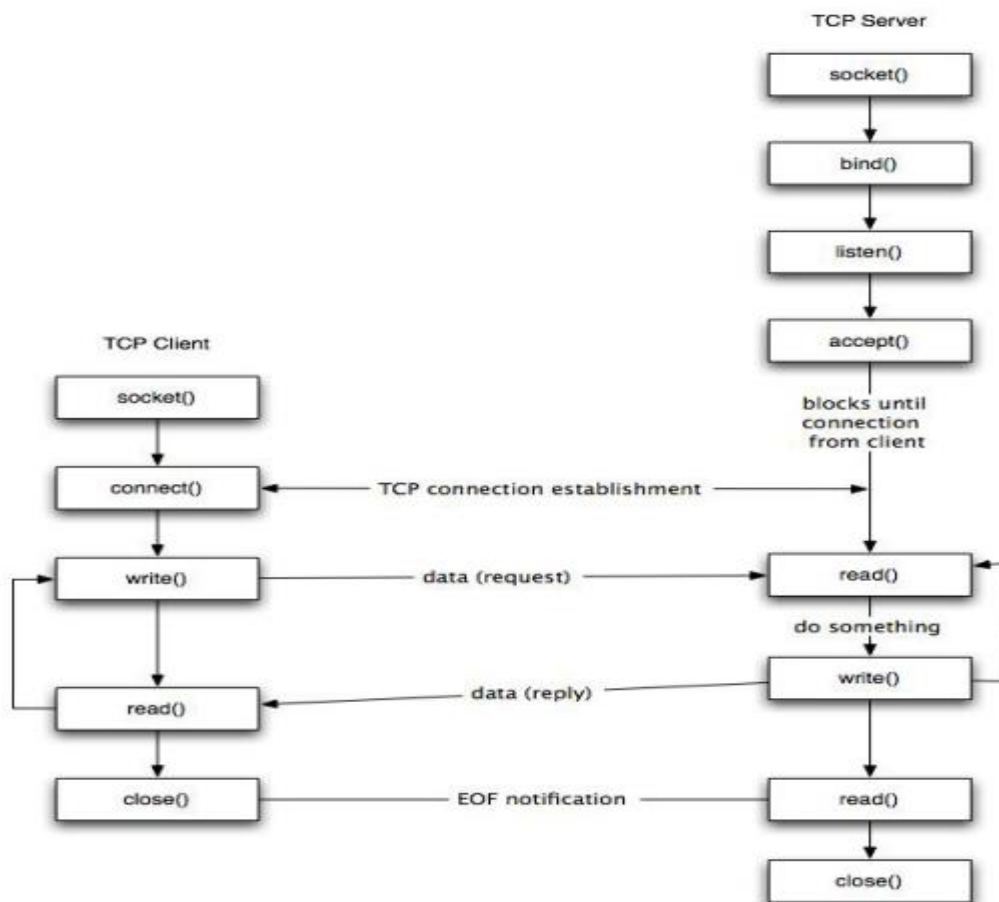 TCP Server
socket()
bind()
listen()
accept()
blocks until
connection
from client
TCP Client
socket()
connect()
TCP connection establishment
write()
data (request)
read()
do something
write()
data (reply)
read()
close()
EOF notification
read()
close()